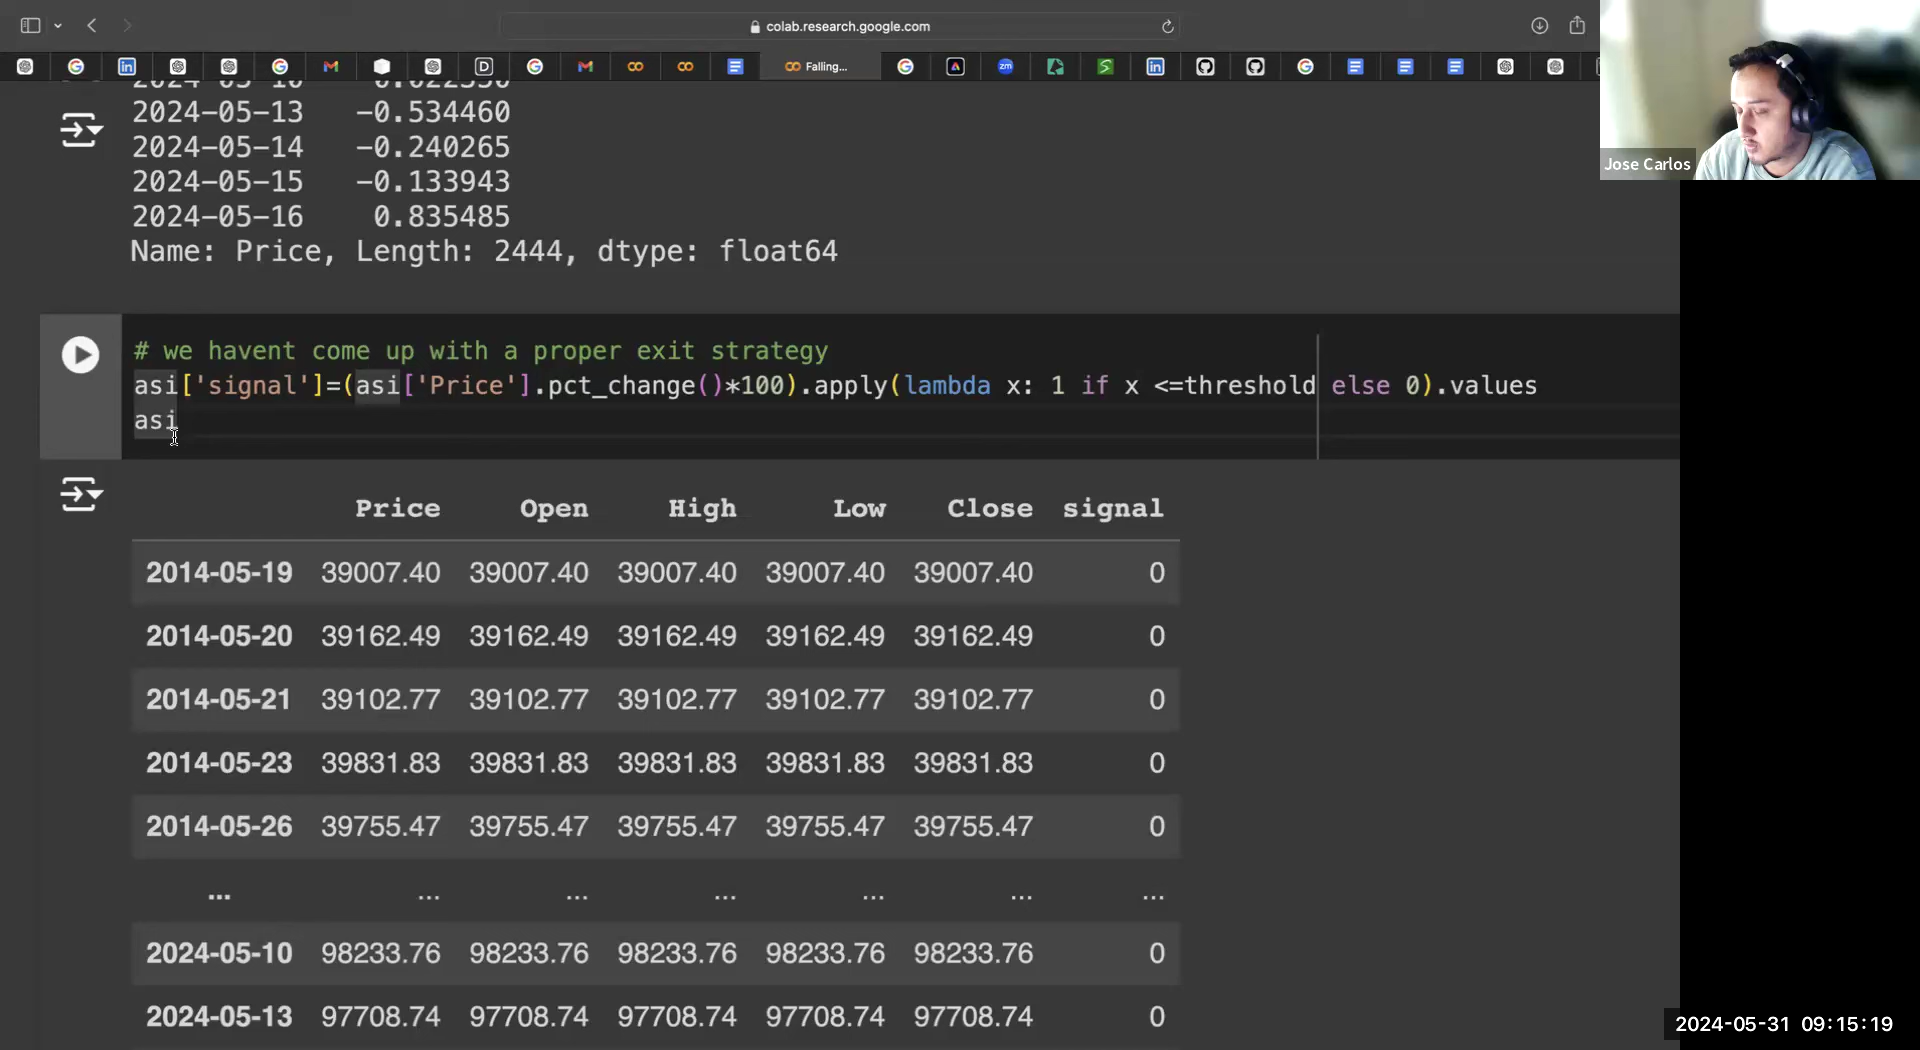 colab.research.google.com
Falling...
2024-05-13 -0.534460
2024-05-14 -0.240265
2024-05-15 -0.133943
2024-05-16 0.835485
Name: Price, Length: 2444, dtype: float64
# we havent come up with a proper exit strategy
asi['signal']=(asi['Price'].pct_change()*100).apply(lambda x: 1 if x <=threshold else 0).values
asi
Price Open High Low Close signal
2014-05-19 39007.40 39007.40 39007.40 39007.40 39007.40 0
2014-05-20 39162.49 39162.49 39162.49 39162.49 39162.49 0
2014-05-21 39102.77 39102.77 39102.77 39102.77 39102.77 0
2014-05-23 39831.83 39831.83 39831.83 39831.83 39831.83 0
2014-05-26 39755.47 39755.47 39755.47 39755.47 39755.47 0
... ... ... ... ... ... ...
2024-05-10 98233.76 98233.76 98233.76 98233.76 98233.76 0
2024-05-13 97708.74 97708.74 97708.74 97708.74 97708.74 0
Jose Carlos
2024-05-31 09:15:19